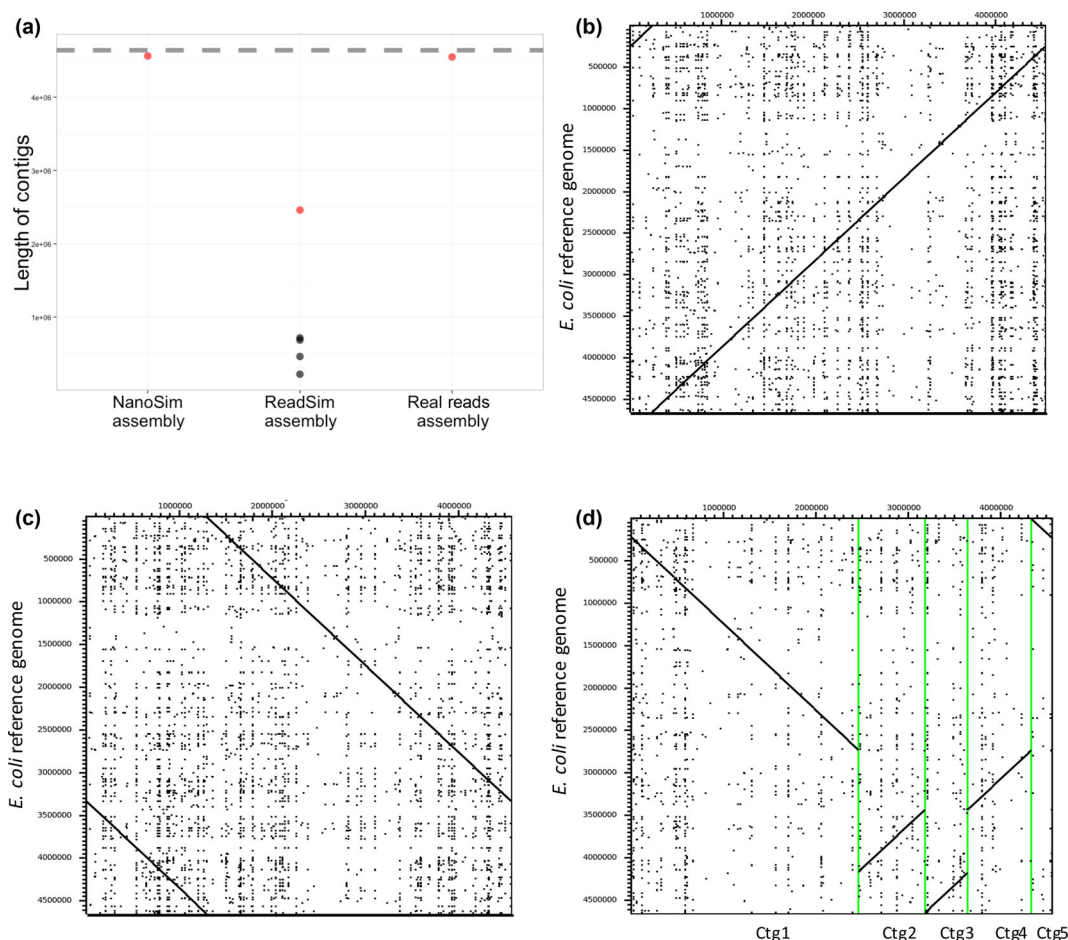 (a)
Length of contigs
4e+06
3e+06
2e+06
1e+06
NanoSim
assembly
ReadSim
assembly
Real reads
assembly
(b)
1000000 2000000 3000000 4000000
E. coli reference genome
500000
1000000
1500000
2000000
2500000
3000000
3500000
4000000
4500000
(c)
1000000 2000000 3000000 4000000
E. coli reference genome
500000
1000000
1500000
2000000
2500000
3000000
3500000
4000000
4500000
(d)
1000000 2000000 3000000 4000000
E. coli reference genome
500000
1000000
1500000
2000000
2500000
3000000
3500000
4000000
4500000
Ctg1 Ctg2 Ctg3 Ctg4 Ctg5